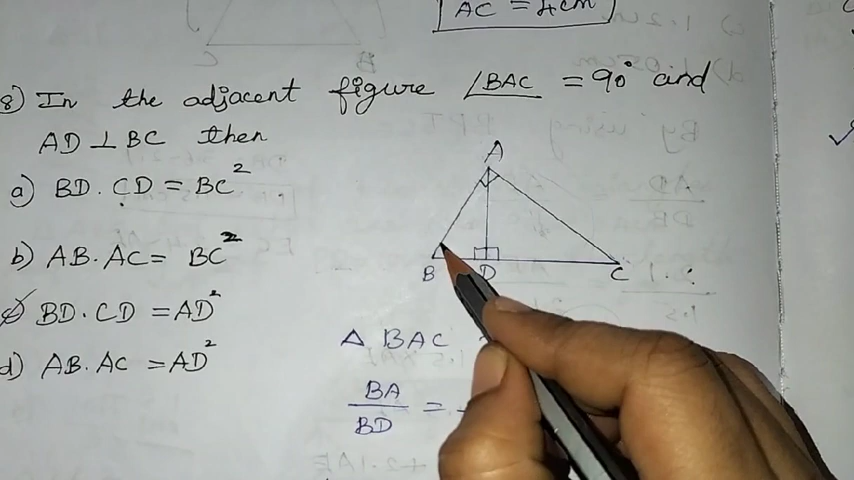 AC = 4cm
C
B
8) In the adjacent figure ∠BAC = 90° and
AD ⊥ BC then
a) BD . CD = BC²
b) AB . AC = BC²
c) BD . CD = AD²
d) AB . AC = AD²
A
B D C
△ BAC
BA
BD =